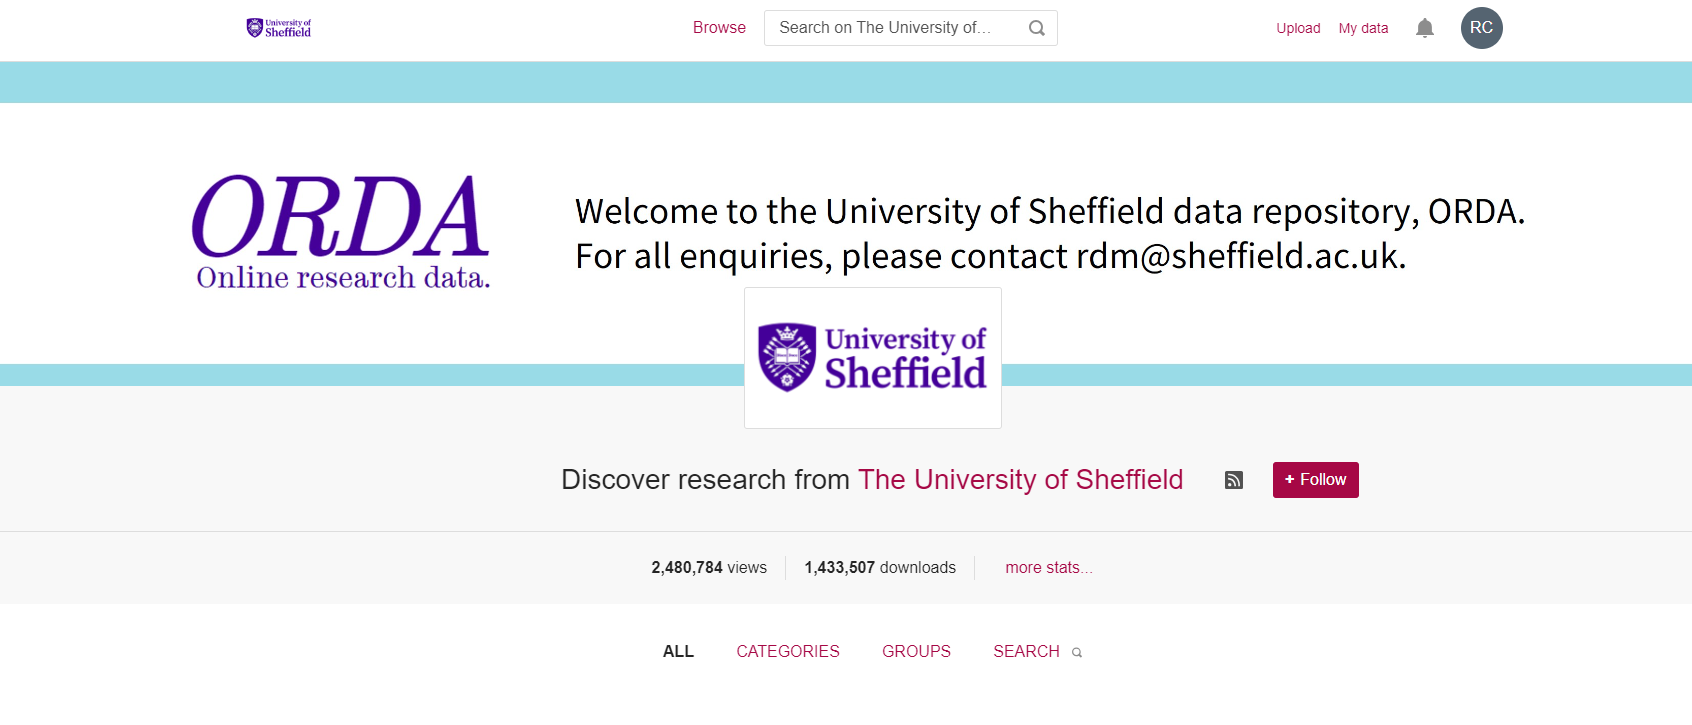 University of
Sheffield
Browse
Search on The University of...
Upload
My data
RC
ORDA
Online research data.
Welcome to the University of Sheffield data repository, ORDA.
For all enquiries, please contact rdm@sheffield.ac.uk.
University of
Sheffield
Discover research from The University of Sheffield
+ Follow
2,480,784 views
1,433,507 downloads
more stats...
ALL
CATEGORIES
GROUPS
SEARCH